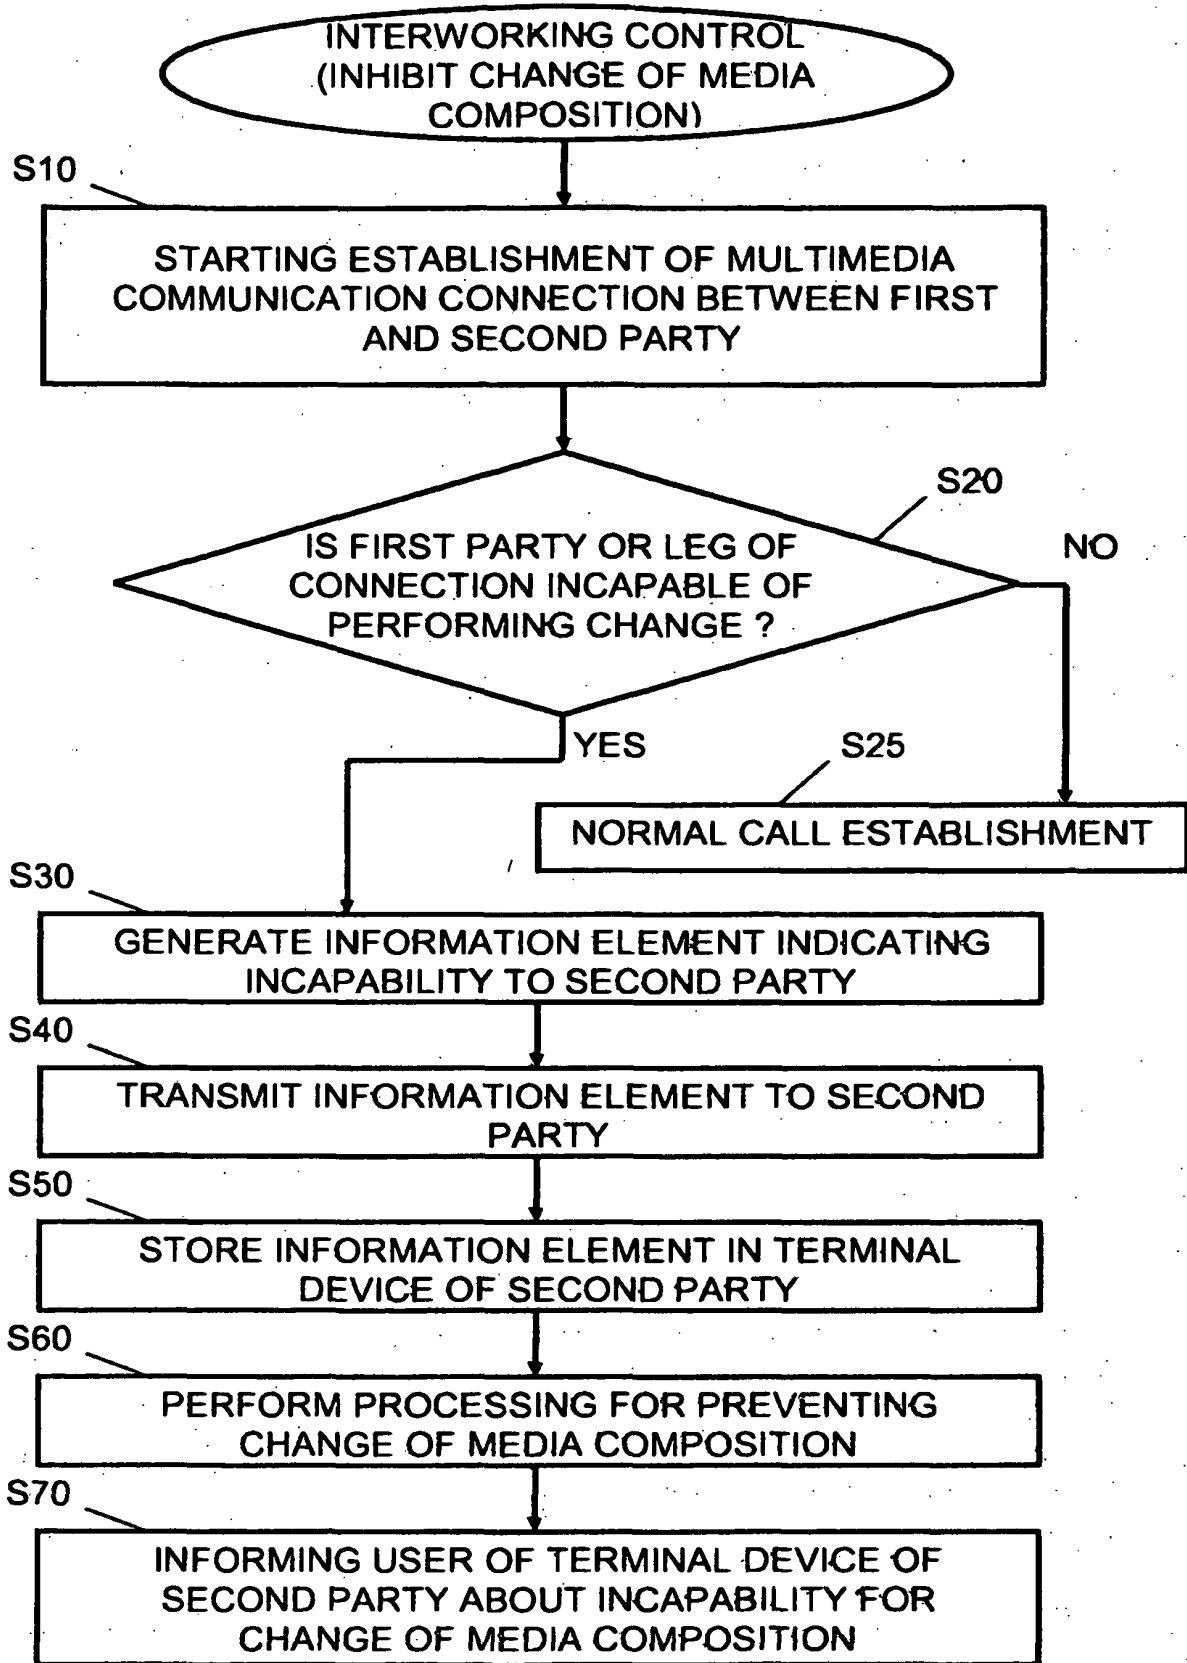 INTERWORKING CONTROL
(INHIBIT CHANGE OF MEDIA
COMPOSITION)
S10
STARTING ESTABLISHMENT OF MULTIMEDIA
COMMUNICATION CONNECTION BETWEEN FIRST
AND SECOND PARTY
S20
IS FIRST PARTY OR LEG OF
CONNECTION INCAPABLE OF
PERFORMING CHANGE ?
NO
YES
S25
NORMAL CALL ESTABLISHMENT
S30
GENERATE INFORMATION ELEMENT INDICATING
INCAPABILITY TO SECOND PARTY
S40
TRANSMIT INFORMATION ELEMENT TO SECOND
PARTY
S50
STORE INFORMATION ELEMENT IN TERMINAL
DEVICE OF SECOND PARTY
S60
PERFORM PROCESSING FOR PREVENTING
CHANGE OF MEDIA COMPOSITION
S70
INFORMING USER OF TERMINAL DEVICE OF
SECOND PARTY ABOUT INCAPABILITY FOR
CHANGE OF MEDIA COMPOSITION